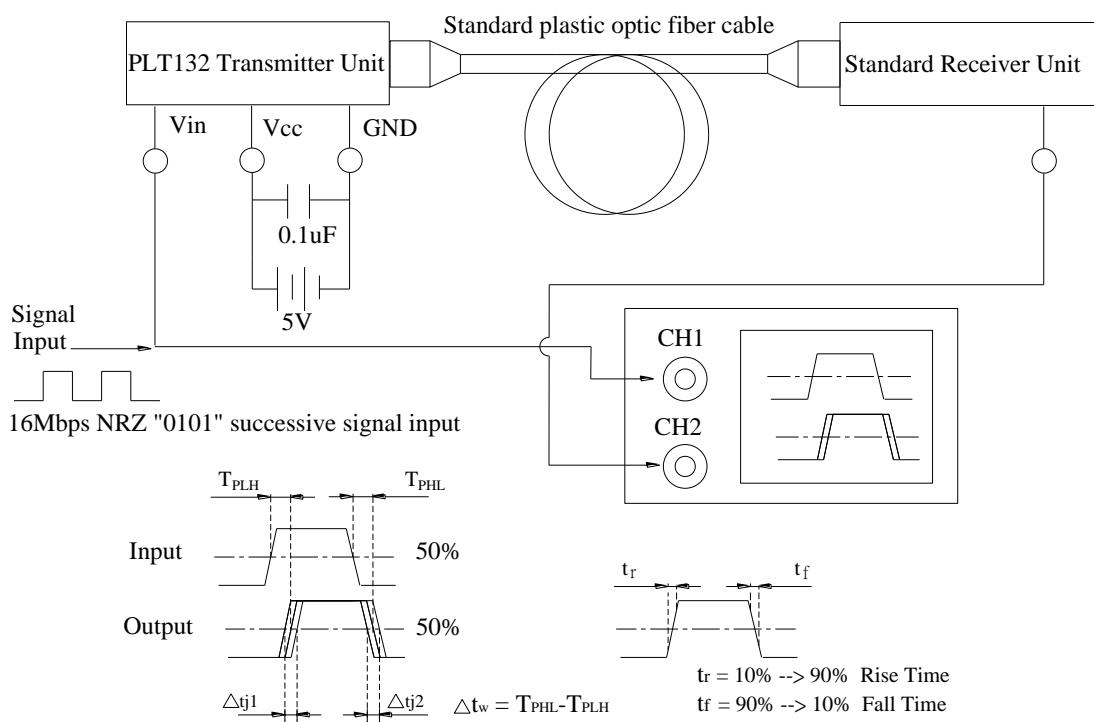 Standard plastic optic fiber cable
PLT132 Transmitter Unit
Standard Receiver Unit
Vin
Vcc
GND
0.1uF
5V
Signal
Input
CH1
CH2
16Mbps NRZ "0101" successive signal input
TPLH
TPHL
Input
50%
Output
50%
△tj1
△tj2
△tw = TPHL-TPLH
tr
tf
tr = 10% --> 90% Rise Time
tf = 90% --> 10% Fall Time